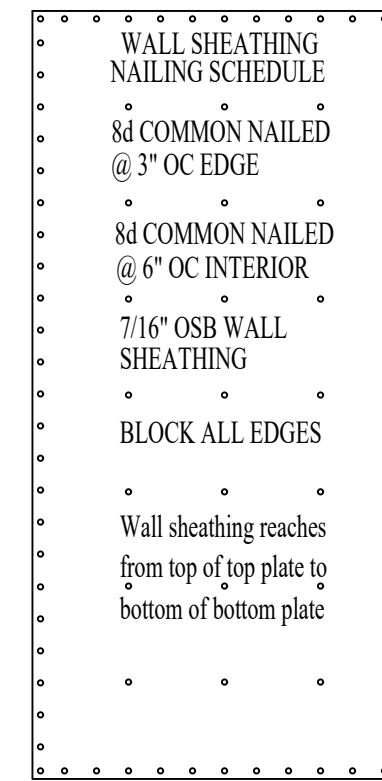 WALL SHEATHING
NAILING SCHEDULE
8d COMMON NAILED
@ 3" OC EDGE
8d COMMON NAILED
@ 6" OC INTERIOR
7/16" OSB WALL
SHEATHING
BLOCK ALL EDGES
Wall sheathing reaches
from top of top plate to
bottom of bottom plate